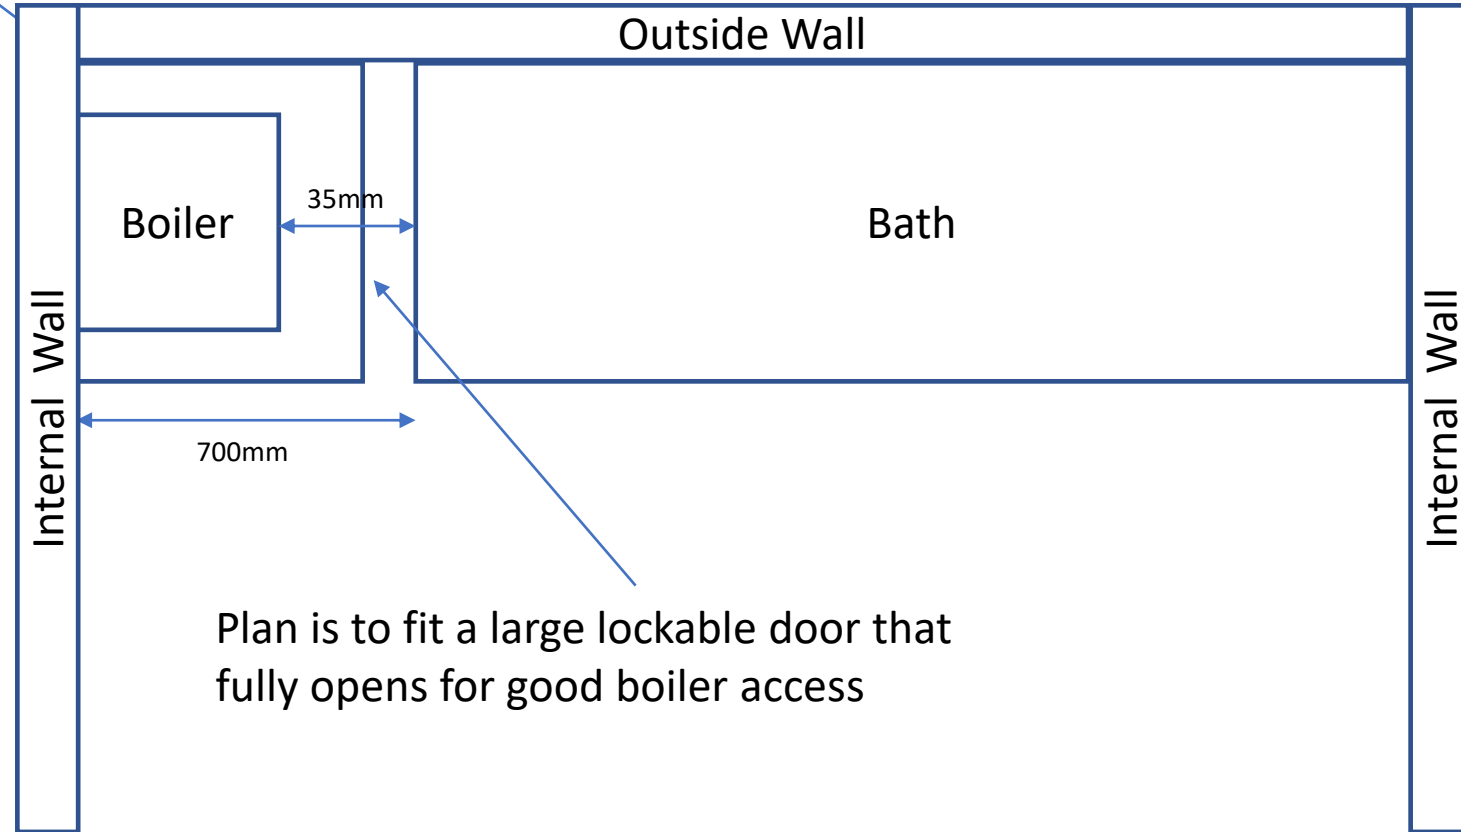 Outside Wall
Boiler
35mm
Bath
Internal Wall
Internal Wall
700mm
Plan is to fit a large lockable door that
fully opens for good boiler access